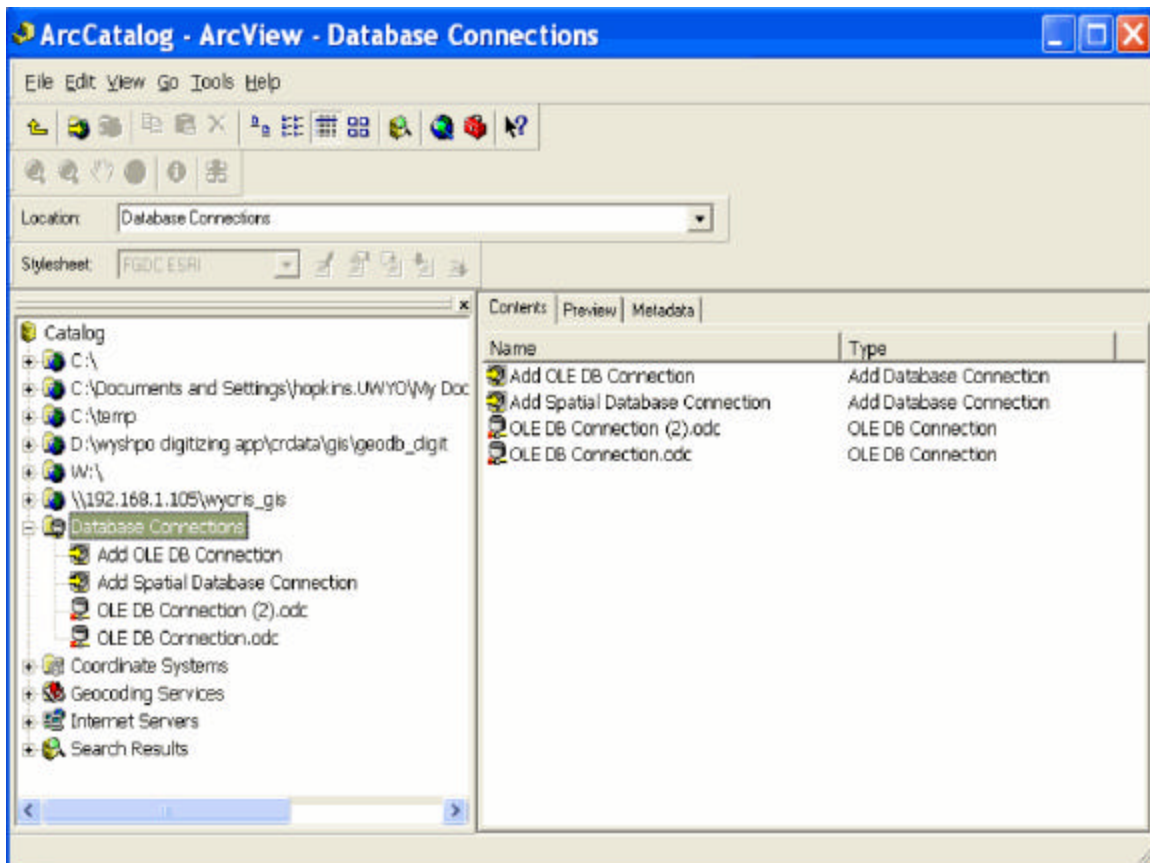 ArcCatalog - ArcView - Database Connections
File Edit View Go Tools Help
Location: Database Connections
Stylesheet: FGDC ESRI
Contents Preview Metadata
Name Type
Add OLE DB Connection Add Database Connection
Add Spatial Database Connection Add Database Connection
OLE DB Connection (2).odc OLE DB Connection
OLE DB Connection.odc OLE DB Connection
Catalog
C:\
C:\Documents and Settings\hopkins.UWYO\My Doc
C:\temp
D:\wyshpo digitizing app\crdata\gis\geodb_digit
W:\
\\192.168.1.105\wycris_gis
Database Connections
Add OLE DB Connection
Add Spatial Database Connection
OLE DB Connection (2).odc
OLE DB Connection.odc
Coordinate Systems
Geocoding Services
Internet Servers
Search Results